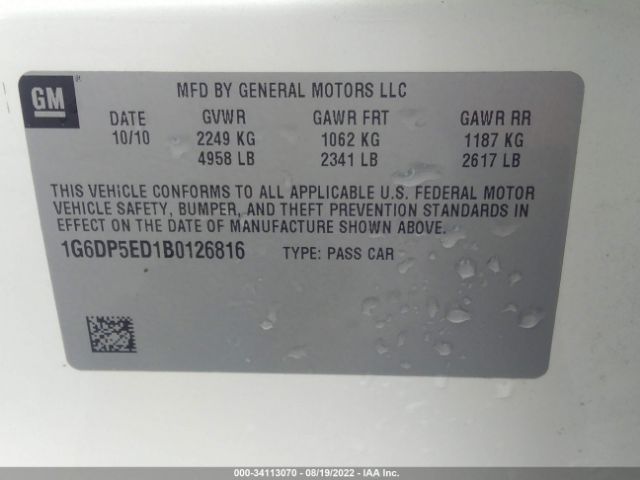 GM
MFD BY GENERAL MOTORS LLC
DATE GVWR GAWR FRT GAWR RR
10/10 2249 KG 1062 KG 1187 KG
4958 LB 2341 LB 2617 LB
THIS VEHICLE CONFORMS TO ALL APPLICABLE U.S. FEDERAL MOTOR
VEHICLE SAFETY, BUMPER, AND THEFT PREVENTION STANDARDS IN
EFFECT ON THE DATE OF MANUFACTURE SHOWN ABOVE.
1G6DP5ED1B0126816 TYPE: PASS CAR
000-34113070 - 08/19/2022 - IAA Inc.